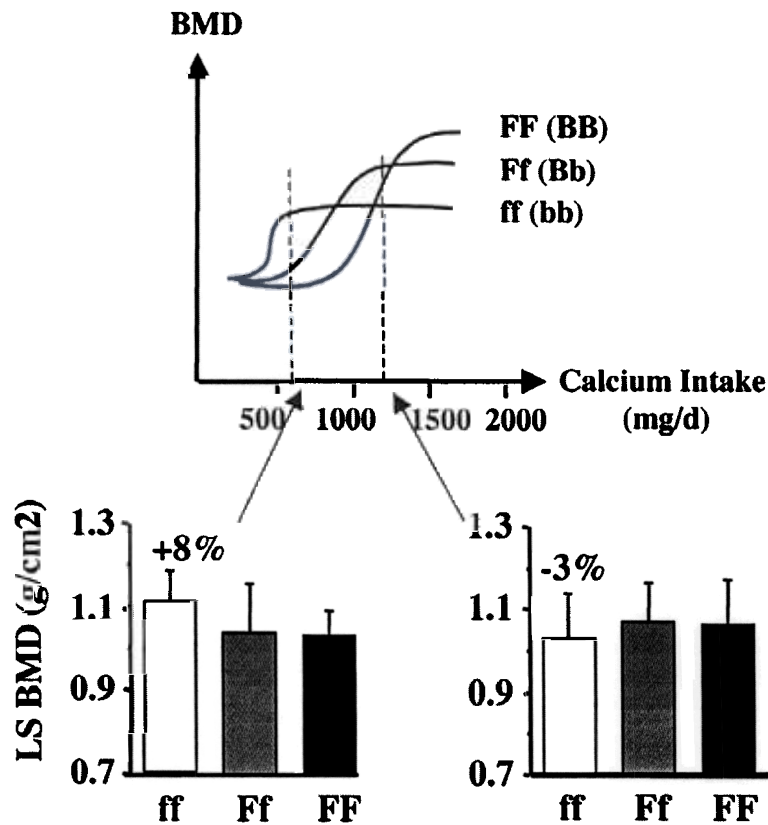 BMD
FF (BB)
Ff (Bb)
ff (bb)
500 1000 1500 2000
Calcium Intake
(mg/d)
LS BMD (g/cm2)
1.3
1.1
0.9
0.7
+8%
ff Ff FF
1.3
1.1
0.9
0.7
-3%
ff Ff FF